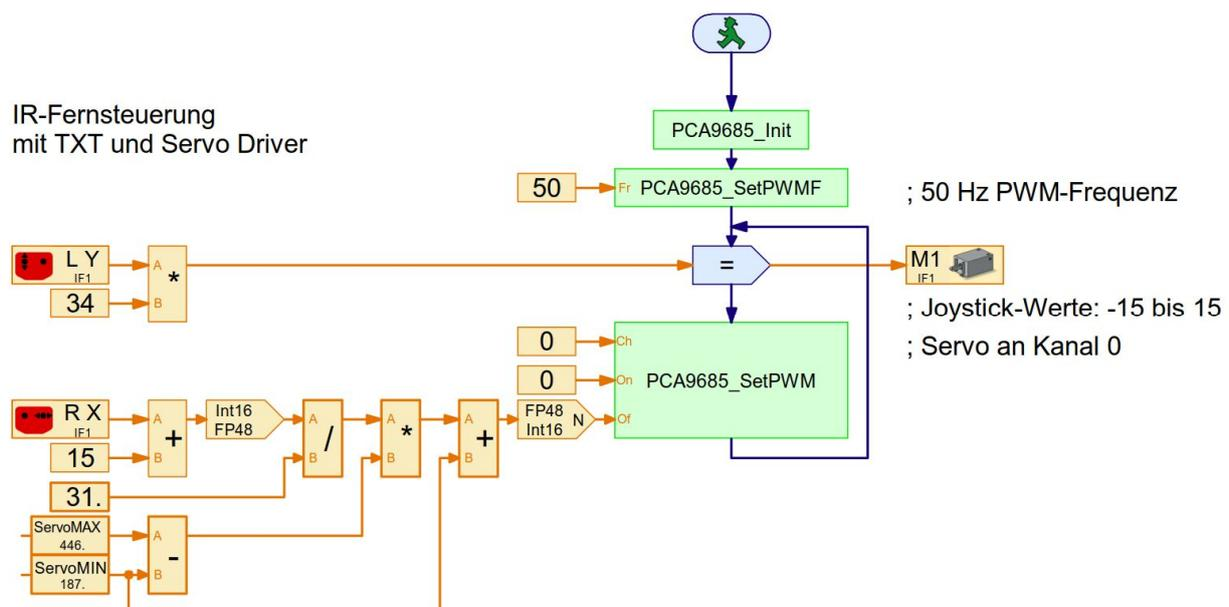 IR-Fernsteuerung
mit TXT und Servo Driver
PCA9685_Init
50
Fr
PCA9685_SetPWMF
; 50 Hz PWM-Frequenz
L Y
IF1
34
A
B
*
=
M1
IF1
; Joystick-Werte: -15 bis 15
; Servo an Kanal 0
0
Ch
0
On
PCA9685_SetPWM
R X
IF1
15
A
B
+
Int16
FP48
A
B
/
A
B
*
A
B
+
FP48
Int16
N
Of
31.
ServoMAX
446.
ServoMIN
187.
A
B
-